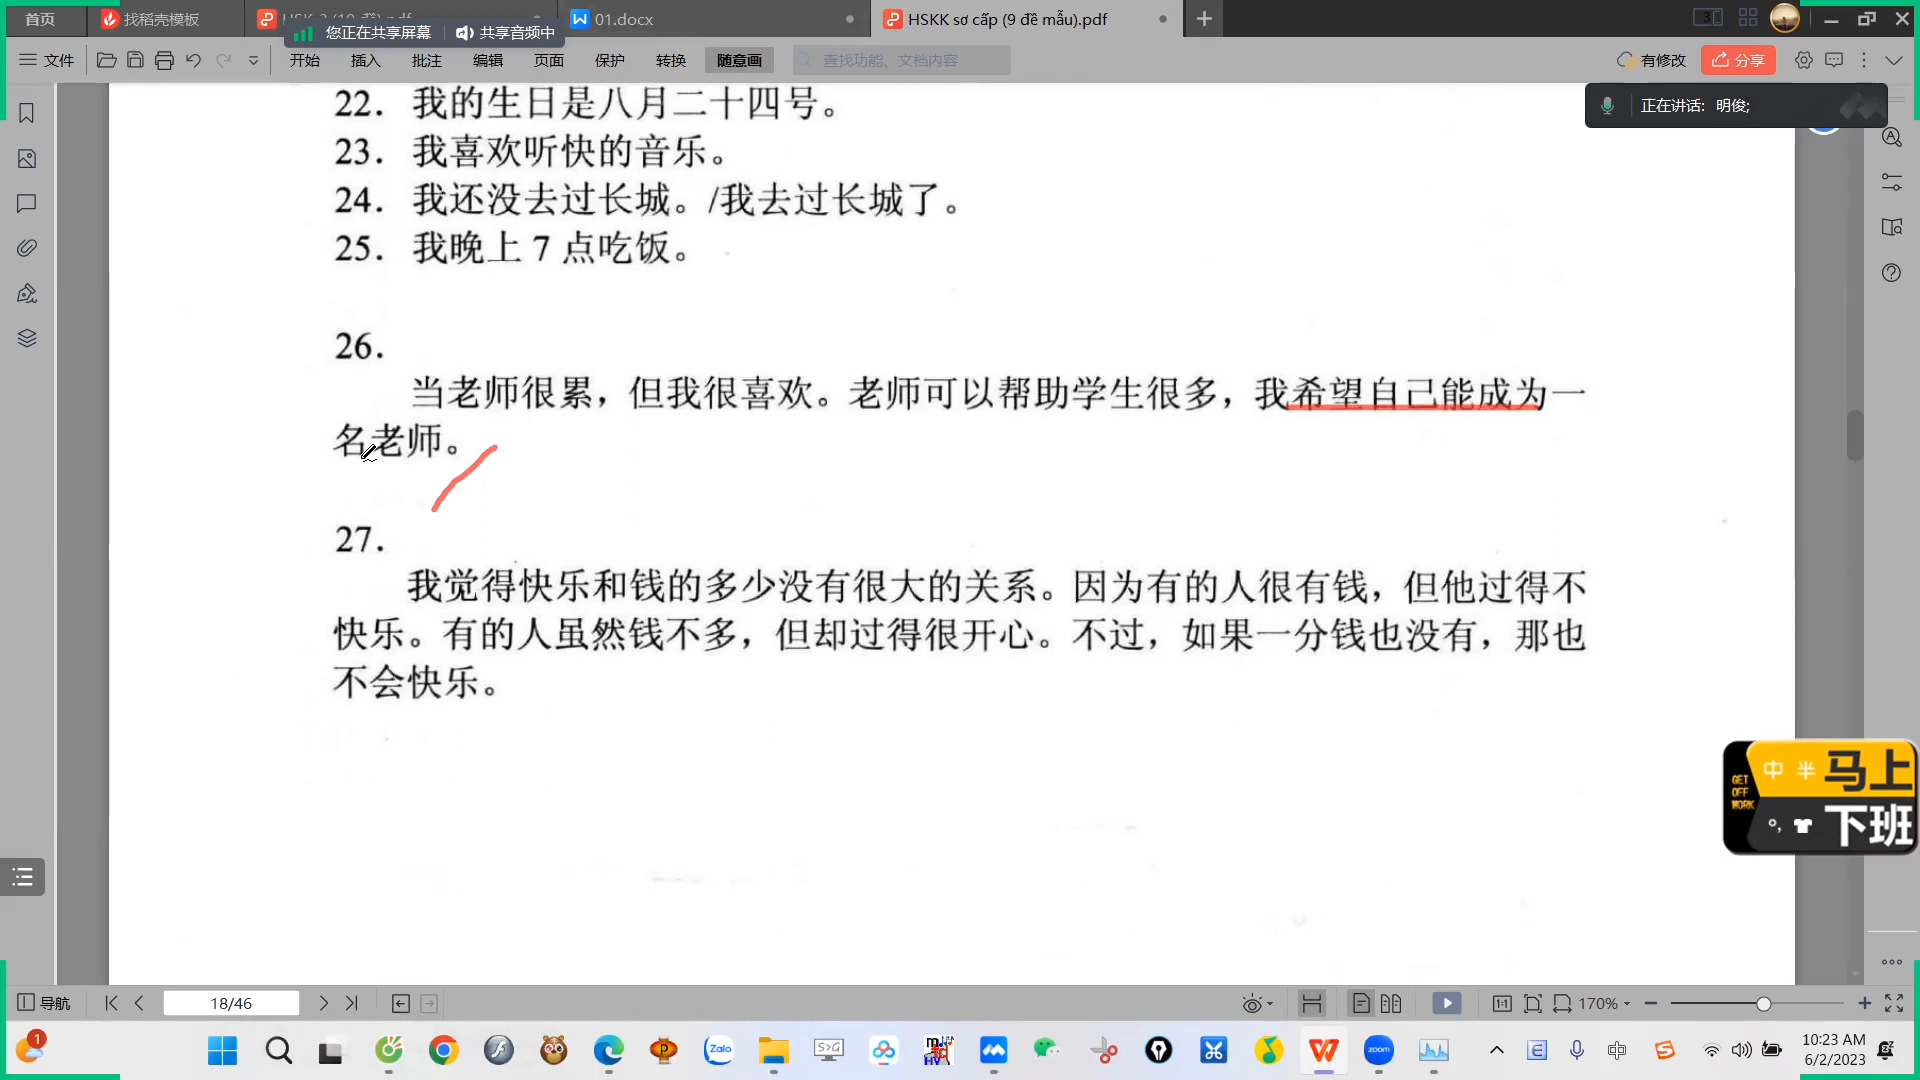 首页
找稻壳模板
01.docx
HSKK sơ cấp (9 đề mẫu).pdf
您正在共享屏幕
共享音频中
文件
开始
插入
批注
编辑
页面
保护
转换
随意画
查找功能、文档内容
有修改
分享
正在讲话: 明俊;
22. 我的生日是八月二十四号。
23. 我喜欢听快的音乐。
24. 我还没去过长城。/我去过长城了。
25. 我晚上 7 点吃饭。
26.
当老师很累，但我很喜欢。老师可以帮助学生很多，我希望自己能成为一
名老师。
27.
我觉得快乐和钱的多少没有很大的关系。因为有的人很有钱，但他过得不
快乐。有的人虽然钱不多，但却过得很开心。不过，如果一分钱也没有，那也
不会快乐。
GET
OFF
WORK
中 半 马上
下班
导航
18/46
1:1
170%
1
Zalo
S>G
zoom
中
10:23 AM
6/2/2023